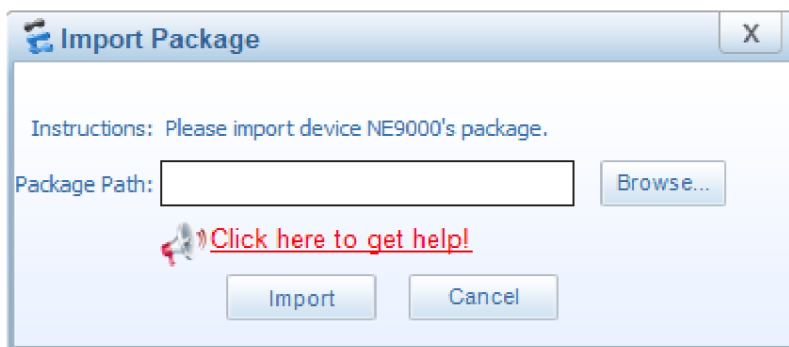 Import Package
X
Instructions: Please import device NE9000's package.
Package Path:
Browse...
Click here to get help!
Import
Cancel